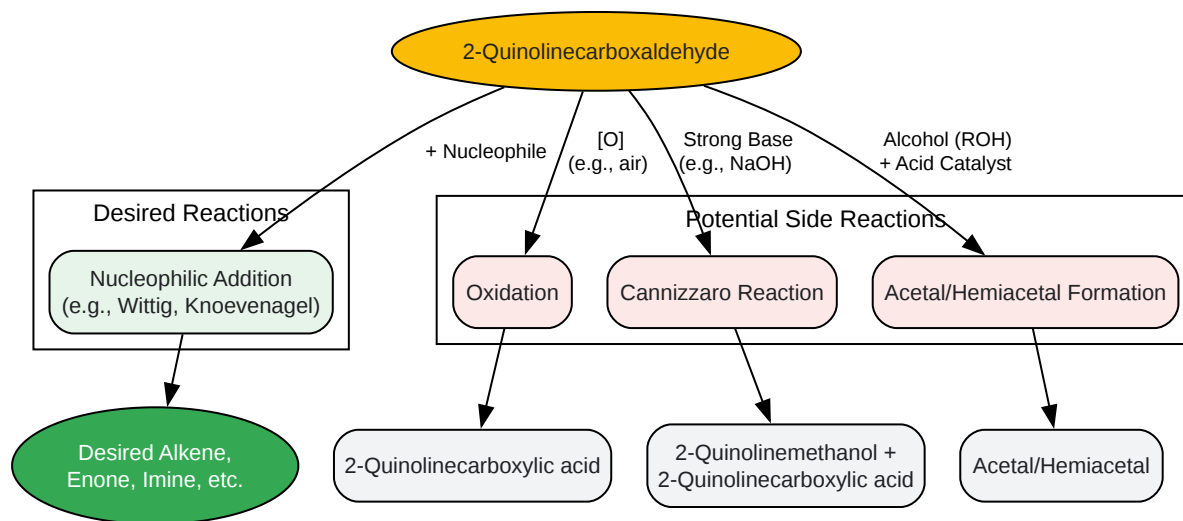 2-Quinolinecarboxaldehyde
+ Nucleophile
[O]
(e.g., air)
Strong Base
(e.g., NaOH)
Alcohol (ROH)
+ Acid Catalyst
Desired Reactions
Potential Side Reactions
Nucleophilic Addition
(e.g., Wittig, Knoevenagel)
Oxidation
Cannizzaro Reaction
Acetal/Hemiacetal Formation
Desired Alkene,
Enone, Imine, etc.
2-Quinolinecarboxylic acid
2-Quinolinemethanol +
2-Quinolinecarboxylic acid
Acetal/Hemiacetal